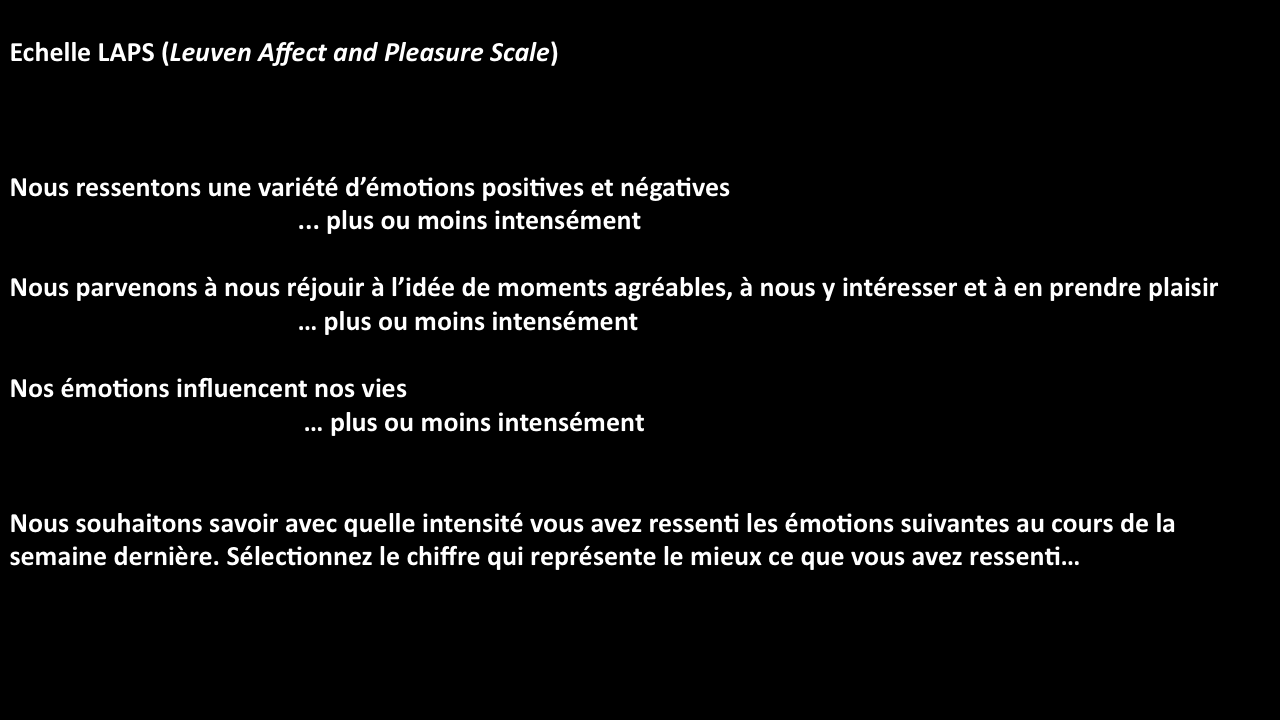 Echelle LAPS (Leuven Affect and Pleasure Scale)
Nous ressentons une variété d’émotions positives et négatives
... plus ou moins intensément
Nous parvenons à nous réjouir à l’idée de moments agréables, à nous y intéresser et à en prendre plaisir
… plus ou moins intensément
Nos émotions influencent nos vies
… plus ou moins intensément
Nous souhaitons savoir avec quelle intensité vous avez ressenti les émotions suivantes au cours de la
semaine dernière. Sélectionnez le chiffre qui représente le mieux ce que vous avez ressenti…